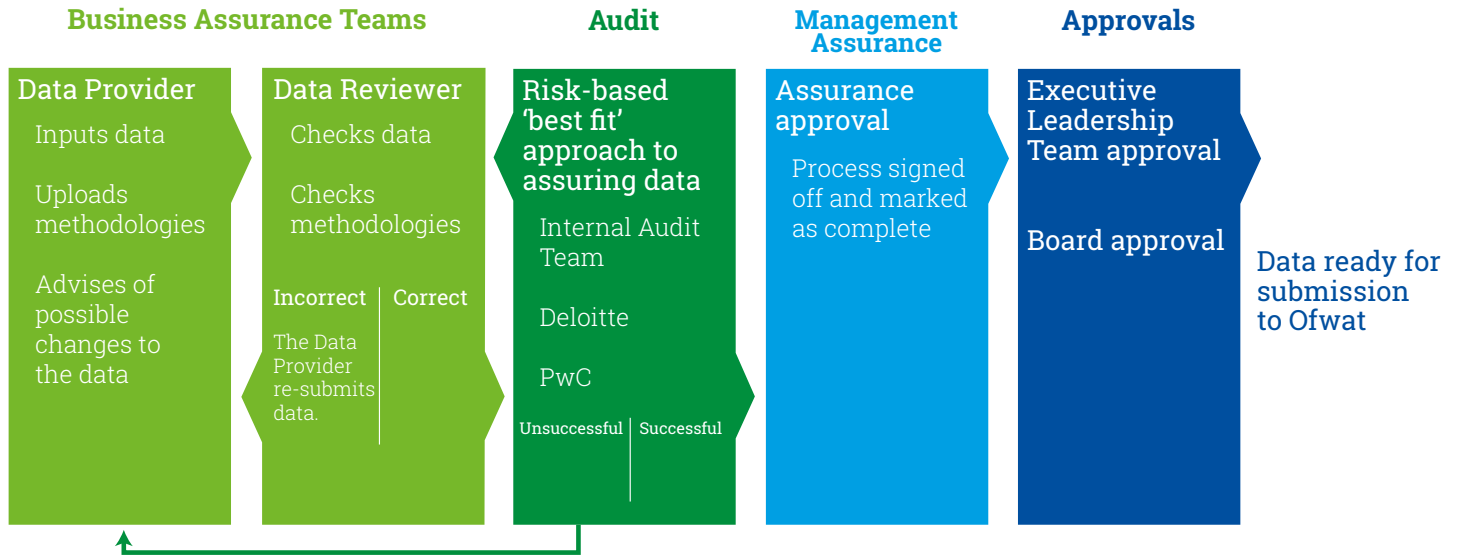 Business Assurance Teams
Audit
Management
Assurance
Approvals
Data Provider
Inputs data
Uploads
methodologies
Advises of
possible
changes to
the data
Data Reviewer
Checks data
Checks
methodologies
Incorrect
The Data
Provider
re-submits
data.
Correct
Risk-based
‘best fit’
approach to
assuring data
Internal Audit
Team
Deloitte
PwC
Unsuccessful
Successful
Assurance
approval
Process signed
off and marked
as complete
Executive
Leadership
Team approval
Board approval
Data ready for
submission
to Ofwat